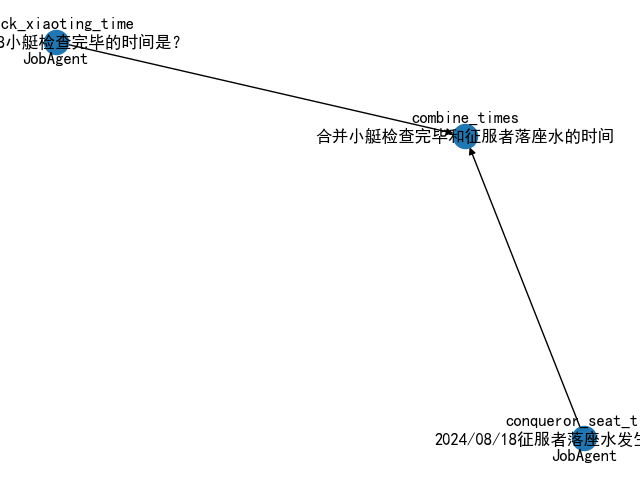 ck_xiaoting_time
小艇检查完毕的时间是?
JobAgent
combine_times
合并小艇检查完毕和征服者落座水的时间
conqueror_seat_t
2024/08/18征服者落座水发生
JobAgent